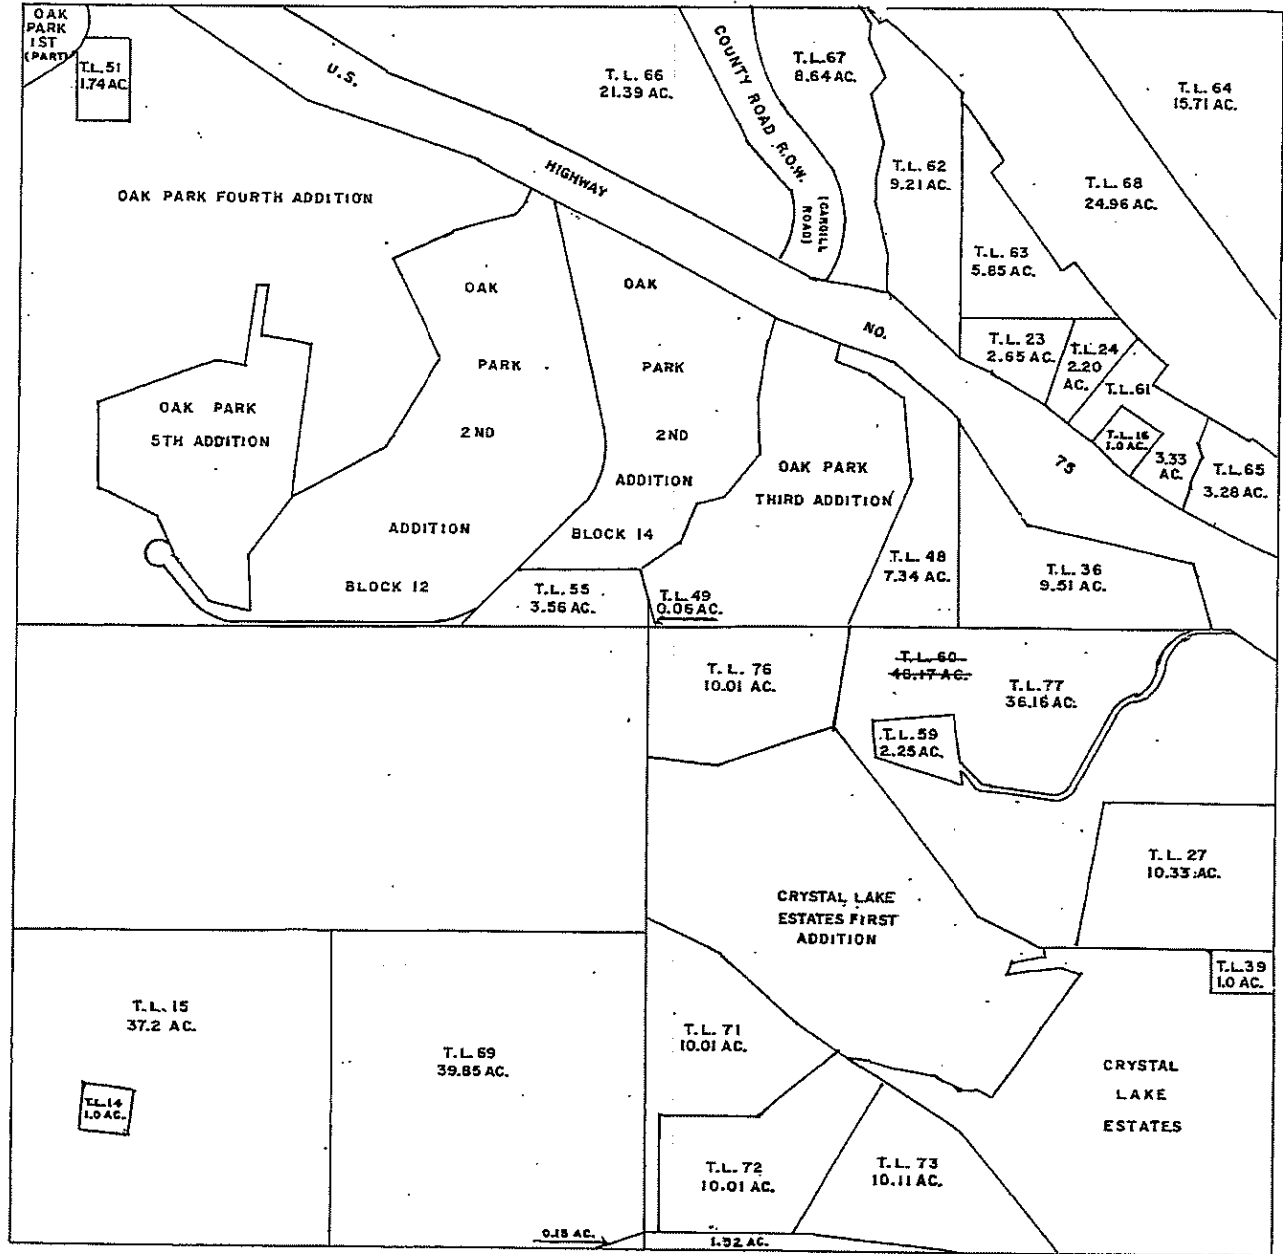 OAK
PARK
1ST
(PART)
T.L. 51
1.74 AC.
U.S.
T. L. 66
21.39 AC.
COUNTY ROAD R.O.W.
(CARGILL
ROAD)
T.L. 67
8.64 AC.
T.L. 64
15.71 AC.
OAK PARK FOURTH ADDITION
HIGHWAY
T.L. 62
9.21 AC.
T.L. 68
24.96 AC.
T.L. 63
5.85 AC.
OAK
PARK
2ND
ADDITION
BLOCK 12
OAK
PARK
2ND
ADDITION
BLOCK 14
NO.
T.L. 23
2.65 AC.
T.L. 24
2.20
AC.
T.L. 61
T.L. 16
1.0 AC.
3.33
AC.
T.L. 65
3.28 AC.
75
OAK PARK
5TH ADDITION
OAK PARK
THIRD ADDITION
T.L. 55
3.56 AC.
T.L. 49
0.06 AC.
T.L. 48
7.34 AC.
T.L. 36
9.51 AC.
T.L. 76
10.01 AC.
T.L. 60
46.17 AC.
T.L. 77
36.16 AC.
T.L. 59
2.25 AC.
T. L. 27
10.33 AC.
CRYSTAL LAKE
ESTATES FIRST
ADDITION
T.L. 39
1.0 AC.
T.L. 15
37.2 AC.
T.L. 69
39.85 AC.
T.L. 71
10.01 AC.
CRYSTAL
LAKE
ESTATES
T.L. 14
1.0 AC.
T.L. 72
10.01 AC.
T.L. 73
10.11 AC.
0.15 AC.
1.52 AC.